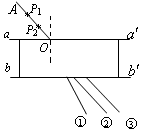 A P₁
P₂
a O a′
b b′
① ② ③